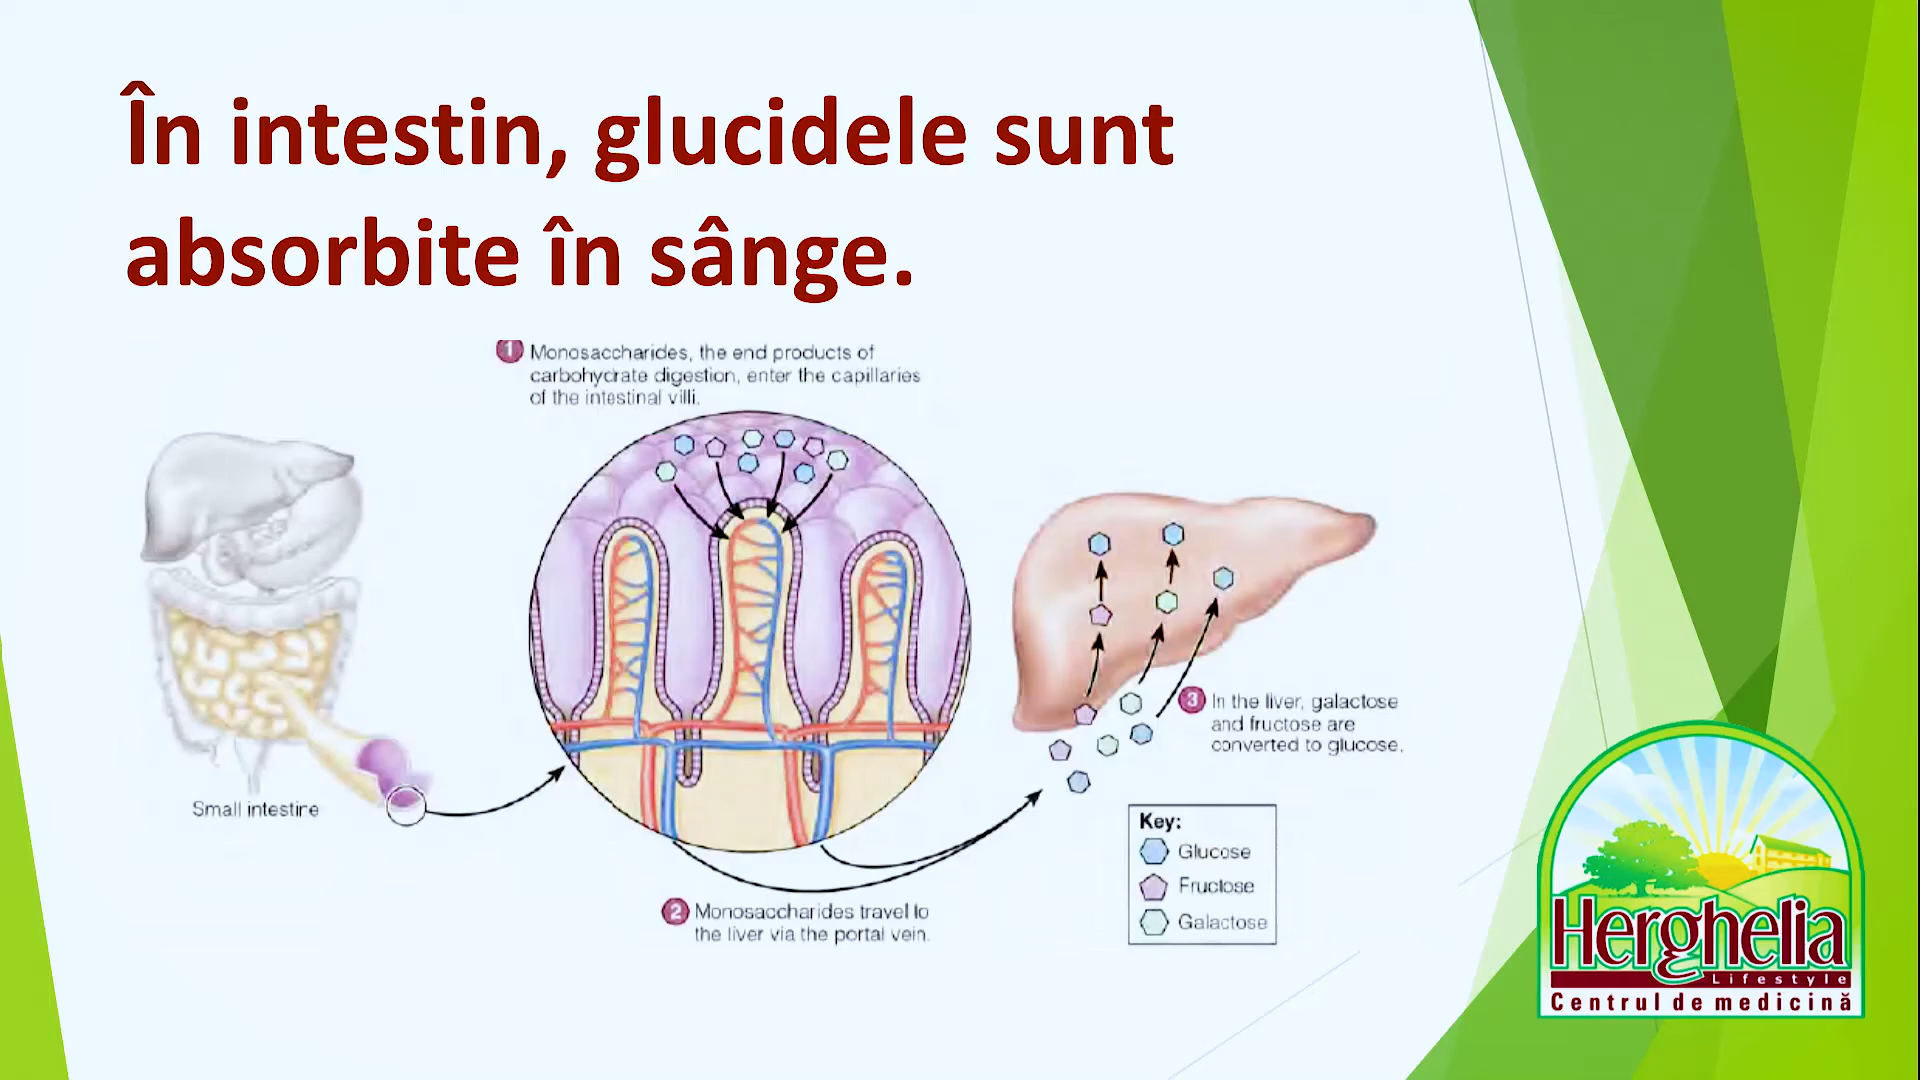 În intestin, glucidele sunt
absorbite în sânge.
1 Monosaccharides, the end products of
carbohydrate digestion, enter the capillaries
of the intestinal villi.
Small intestine
2 Monosaccharides travel to
the liver via the portal vein.
3 In the liver, galactose
and fructose are
converted to glucose.
Key:
Glucose
Fructose
Galactose
Herghelia
Lifestyle
Centrul de medicină